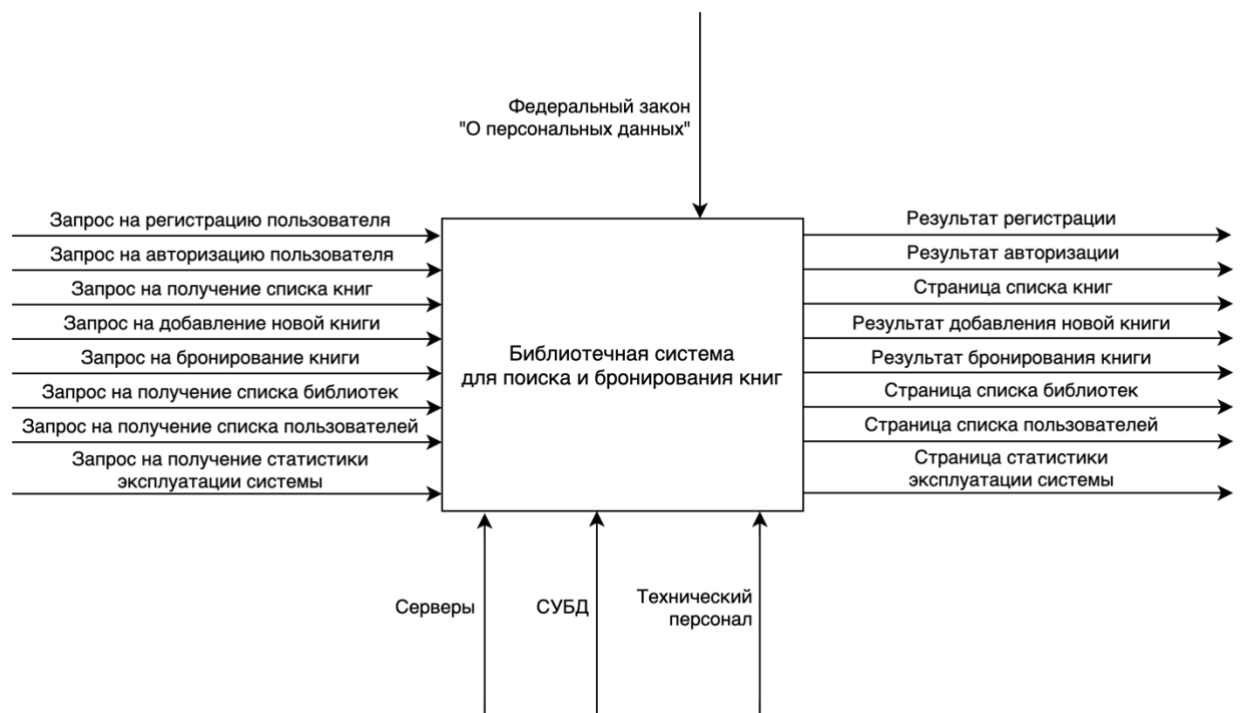 Федеральный закон
"О персональных данных"
Запрос на регистрацию пользователя
Запрос на авторизацию пользователя
Запрос на получение списка книг
Запрос на добавление новой книги
Запрос на бронирование книги
Запрос на получение списка библиотек
Запрос на получение списка пользователей
Запрос на получение статистики
эксплуатации системы
Библиотечная система
для поиска и бронирования книг
Результат регистрации
Результат авторизации
Страница списка книг
Результат добавления новой книги
Результат бронирования книги
Страница списка библиотек
Страница списка пользователей
Страница статистики
эксплуатации системы
Серверы
СУБД
Технический
персонал